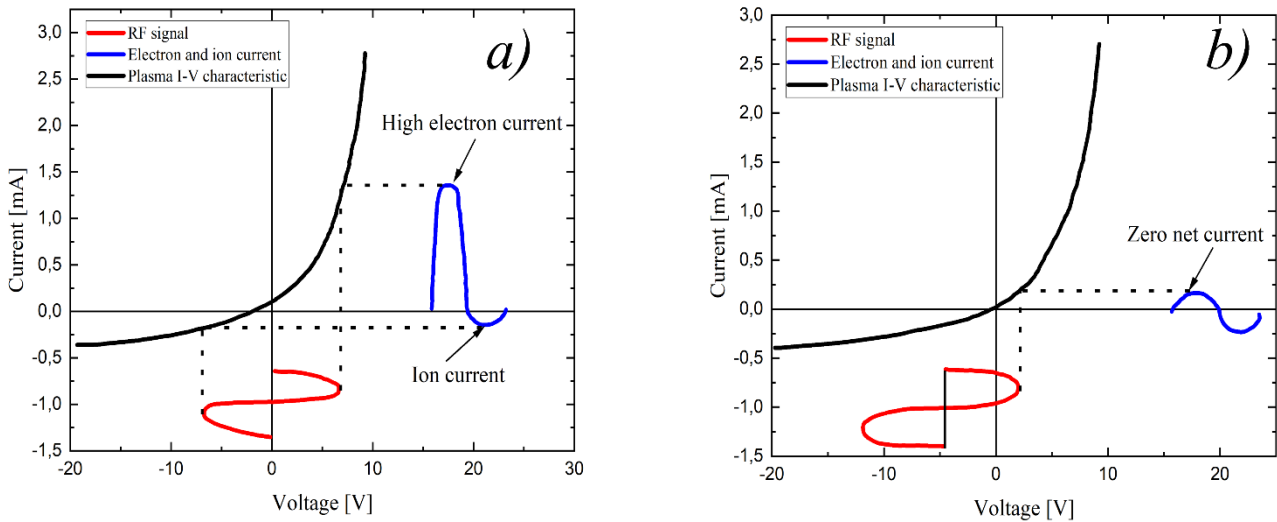 a)
RF signal
Electron and ion current
Plasma I-V characteristic
High electron current
Ion current
Current [mA]
3,0
2,5
2,0
1,5
1,0
0,5
0,0
-0,5
-1,0
-1,5
-20
-10
0
10
20
30
Voltage [V]
b)
RF signal
Electron and ion current
Plasma I-V characteristic
Zero net current
Current [mA]
3,0
2,5
2,0
1,5
1,0
0,5
0,0
-0,5
-1,0
-1,5
-20
-10
0
10
20
Voltage [V]